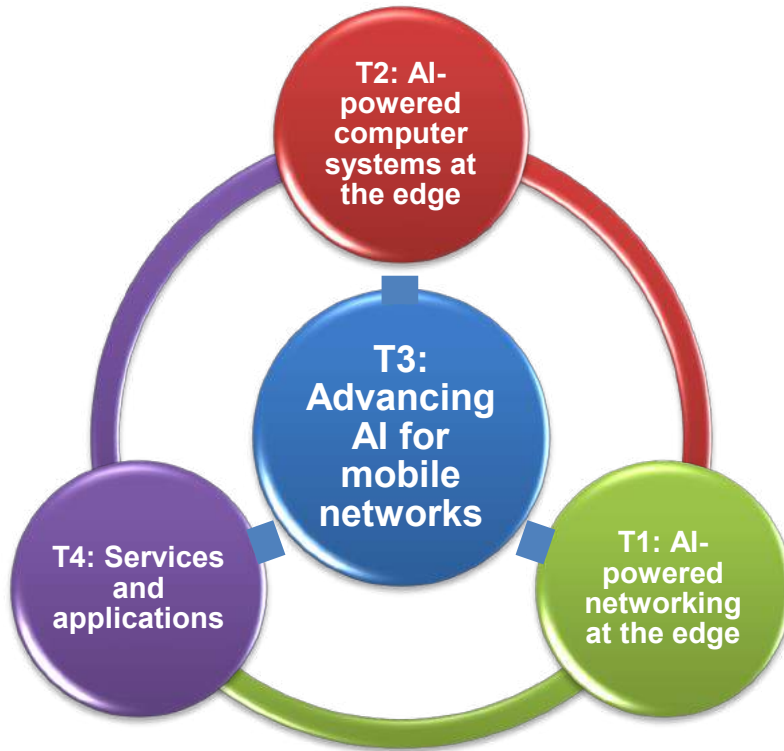 T2: AI-
powered
computer
systems at
the edge
T3:
Advancing
AI for
mobile
networks
T4: Services
and
applications
T1: AI-
powered
networking
at the edge